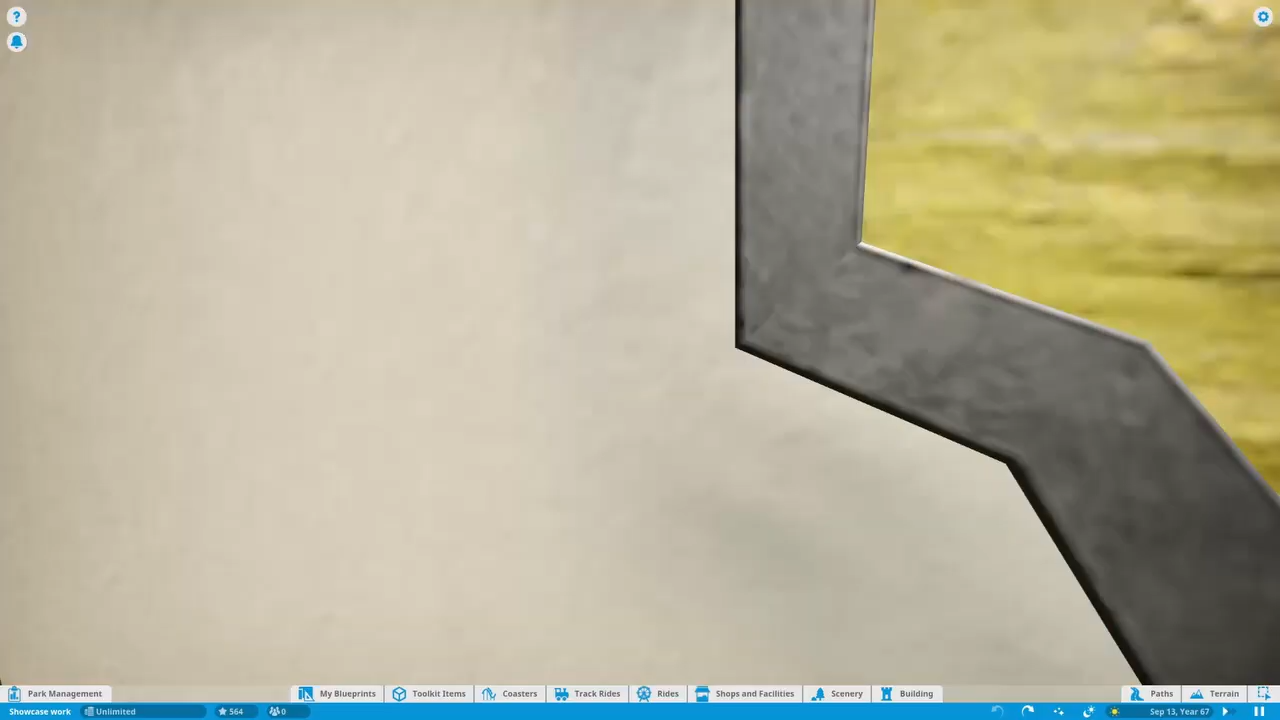 ?
Park Management
My Blueprints
Toolkit Items
Coasters
Track Rides
Rides
Shops and Facilities
Scenery
Building
Paths
Terrain
Showcase work
Unlimited
564
0
Sep 13, Year 67